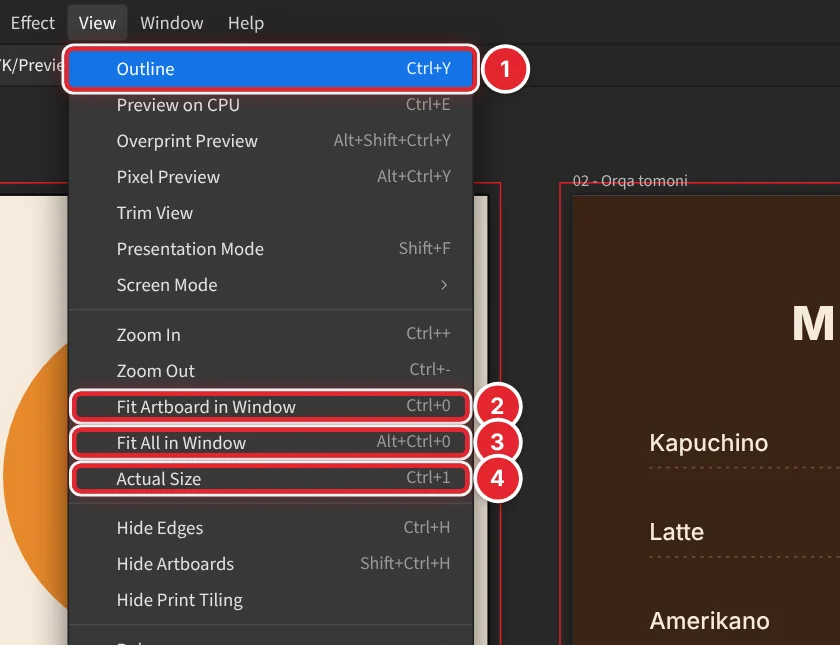 Effect View Window Help
YK/Previe
Outline Ctrl+Y 1
Preview on CPU Ctrl+E
Overprint Preview Alt+Shift+Ctrl+Y
Pixel Preview Alt+Ctrl+Y
02 - Orqa tomoni
Trim View
Presentation Mode Shift+F
Screen Mode >
Zoom In Ctrl++
M
Zoom Out Ctrl+-
Fit Artboard in Window Ctrl+0 2
Fit All in Window Alt+Ctrl+0 3
Kapuchino
Actual Size Ctrl+1 4
Hide Edges Ctrl+H
Latte
Hide Artboards Shift+Ctrl+H
Hide Print Tiling
Amerikano